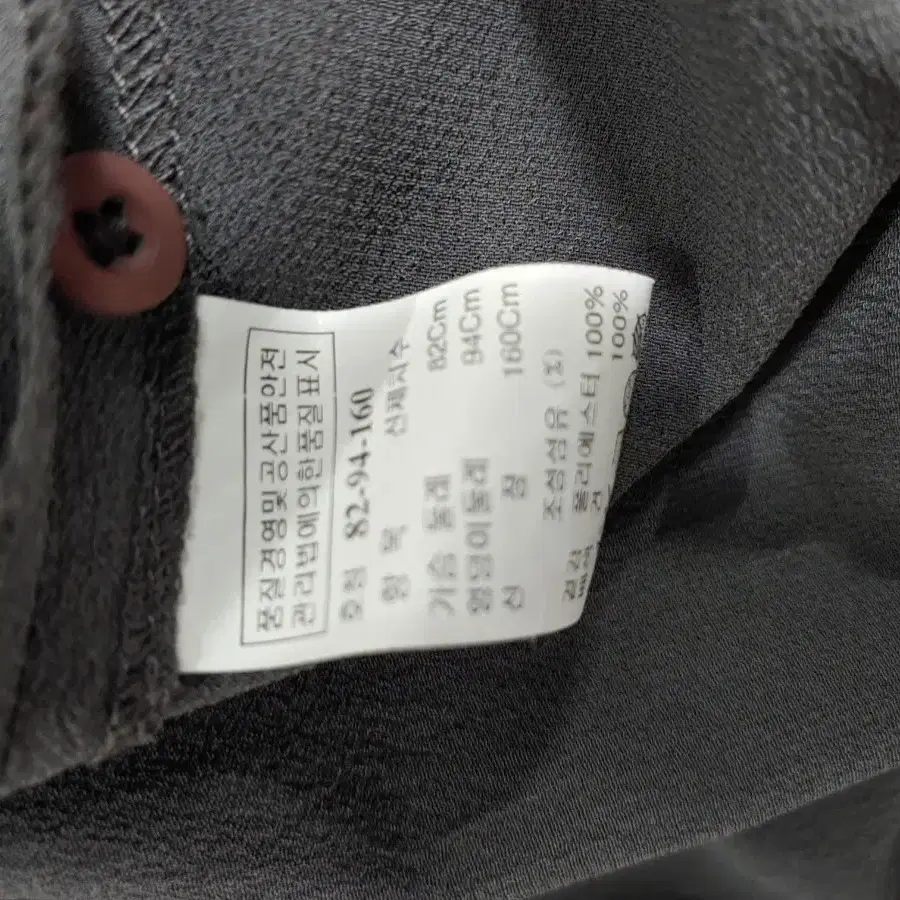 품질경영및공산품안전
관리법에의한품질표시
호칭 82-94-160
항 목 신체치수
가슴 둘레 82Cm
엉덩이둘레 94Cm
신 장 160Cm
조성섬유 (%)
겉감 폴리에스터 100%
100%